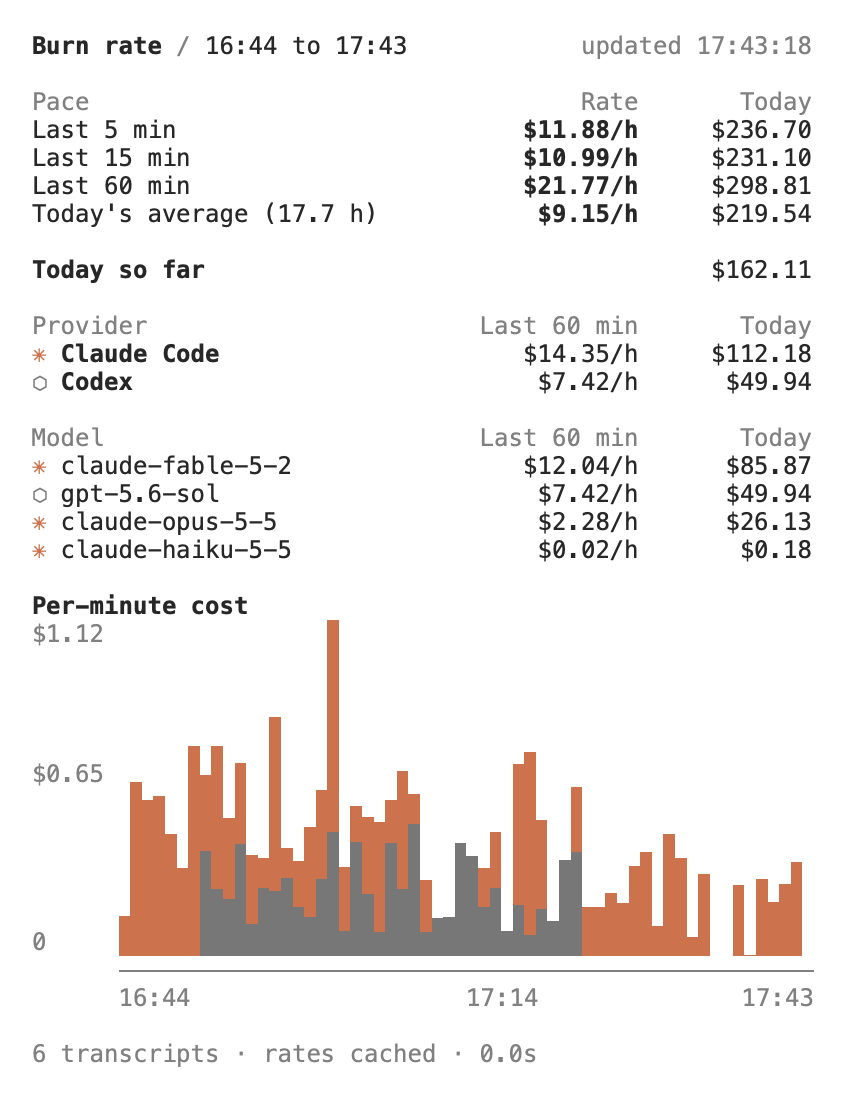 Burn rate / 16:44 to 17:43 updated 17:43:18
Pace Rate Today
Last 5 min $11.88/h $236.70
Last 15 min $10.99/h $231.10
Last 60 min $21.77/h $298.81
Today's average (17.7 h) $9.15/h $219.54
Today so far $162.11
Provider Last 60 min Today
Claude Code $14.35/h $112.18
Codex $7.42/h $49.94
Model Last 60 min Today
claude-fable-5-2 $12.04/h $85.87
gpt-5.6-sol $7.42/h $49.94
claude-opus-5-5 $2.28/h $26.13
claude-haiku-5-5 $0.02/h $0.18
Per-minute cost
$1.12
$0.65
0
16:44 17:14 17:43
6 transcripts · rates cached · 0.0s